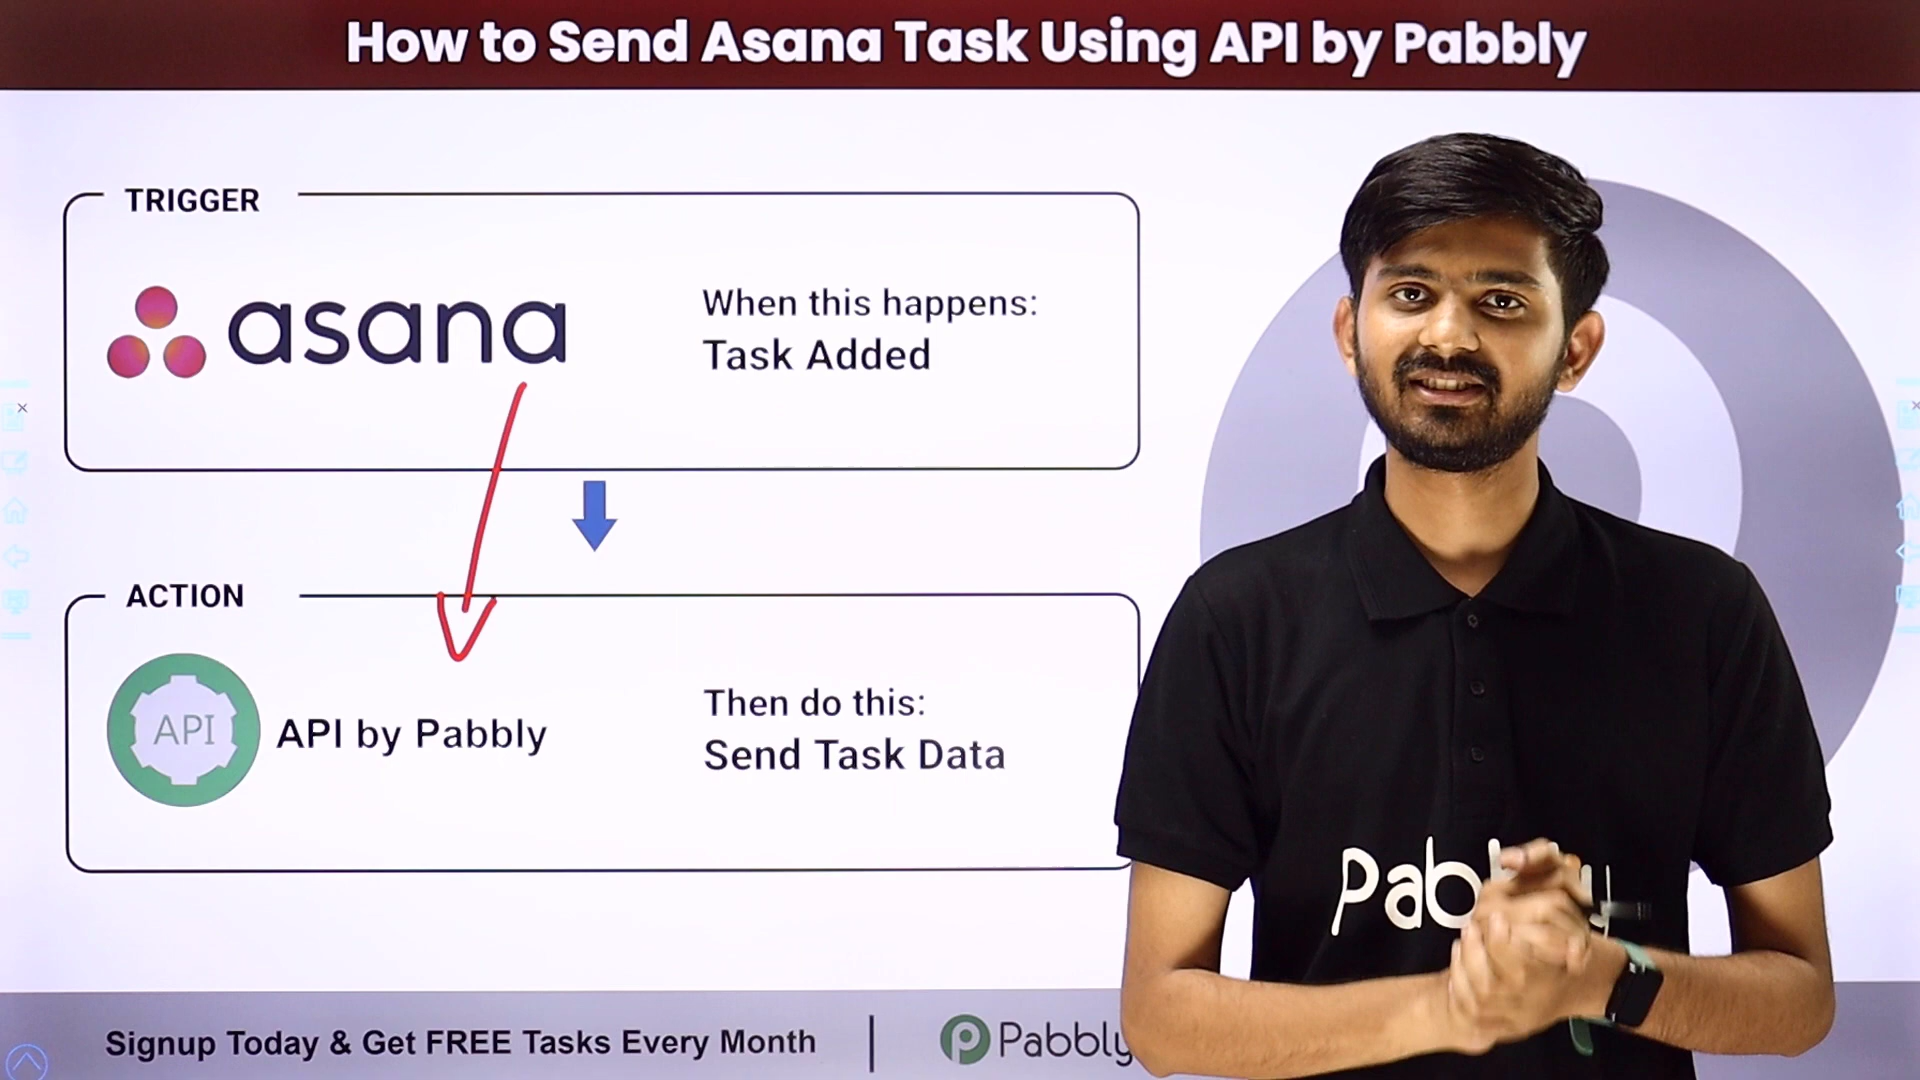 How to Send Asana Task Using API by Pabbly
TRIGGER
asana
When this happens:
Task Added
ACTION
API
API by Pabbly
Then do this:
Send Task Data
Signup Today & Get FREE Tasks Every Month
Pabbly